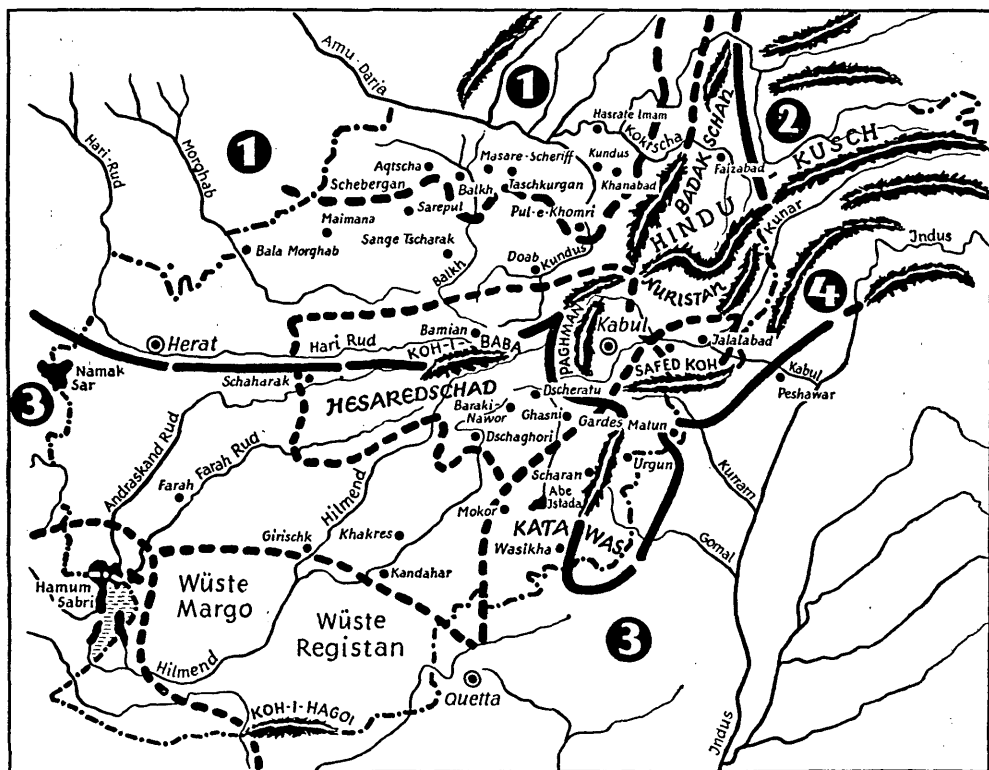 Amu-Daria
1
2
Hasrate Imam
Kokscha
BADAKSCHAN
KUSCH
Hari-Rud
Morghab
1
Aqtscha
Masare-Scheriff
Kundus
Faizabad
Schebergan
Balkh
Taschkurgan
Khanabad
HINDU
Maimana
Sarepul
Pul-e-Khomri
Kunar
Bala Morghab
Sange Tscharak
Doab
Kundus
Indus
Balkh
NURISTAN
4
Herat
Hari Rud
Bamian
KOH-I-BABA
PAGHMAN
Kabul
Jalalabad
Namak
Sar
Schaharak
SAFED KOH
Kabul
Peshawar
3
HESAREDSCHAD
Dscheratu
Baraki-
Nawor
Ghasni
Gardes
Matun
Dschaghori
Andraskand Rud
Farah Rud
Farah
Hilmend
Scharan
Urgun
Kurram
Abe
Istada
Mokor
KATAWAS
Gomal
Girischk
Khakres
Wasikha
Kandahar
Hamum
Sabri
Wüste
Margo
Wüste
Registan
3
Hilmend
Quetta
KOH-I-HAGOI
Indus